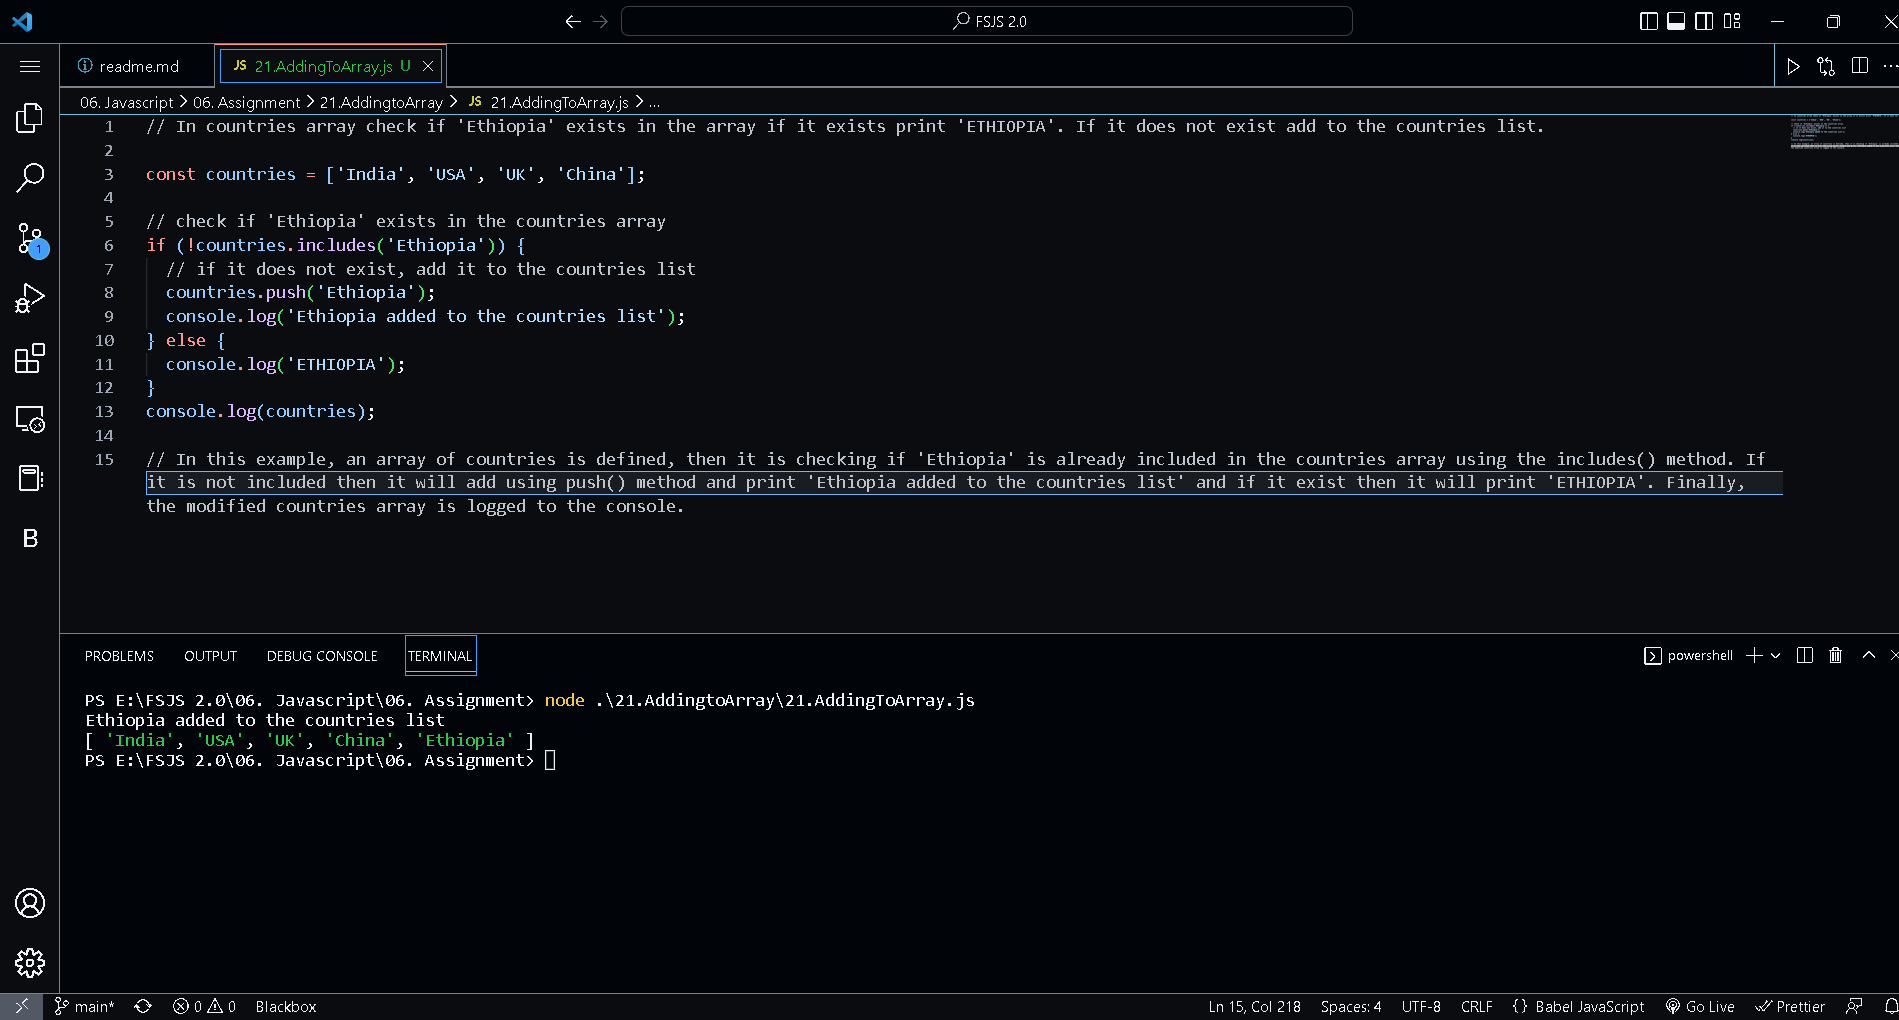 FSJS 2.0
readme.md
JS 21.AddingToArray.js U
06. Javascript > 06. Assignment > 21.AddingtoArray > JS 21.AddingToArray.js > ...
1 // In countries array check if 'Ethiopia' exists in the array if it exists print 'ETHIOPIA'. If it does not exist add to the countries list.
2
3 const countries = ['India', 'USA', 'UK', 'China'];
4
5 // check if 'Ethiopia' exists in the countries array
6 if (!countries.includes('Ethiopia')) {
7 // if it does not exist, add it to the countries list
8 countries.push('Ethiopia');
9 console.log('Ethiopia added to the countries list');
10 } else {
11 console.log('ETHIOPIA');
12 }
13 console.log(countries);
14
15 // In this example, an array of countries is defined, then it is checking if 'Ethiopia' is already included in the countries array using the includes() method. If
it is not included then it will add using push() method and print 'Ethiopia added to the countries list' and if it exist then it will print 'ETHIOPIA'. Finally,
the modified countries array is logged to the console.
1
B
PROBLEMS OUTPUT DEBUG CONSOLE TERMINAL
powershell
PS E:\FSJS 2.0\06. Javascript\06. Assignment> node .\21.AddingtoArray\21.AddingToArray.js
Ethiopia added to the countries list
[ 'India', 'USA', 'UK', 'China', 'Ethiopia' ]
PS E:\FSJS 2.0\06. Javascript\06. Assignment>
main* 0 0 Blackbox Ln 15, Col 218 Spaces: 4 UTF-8 CRLF {} Babel JavaScript Go Live Prettier